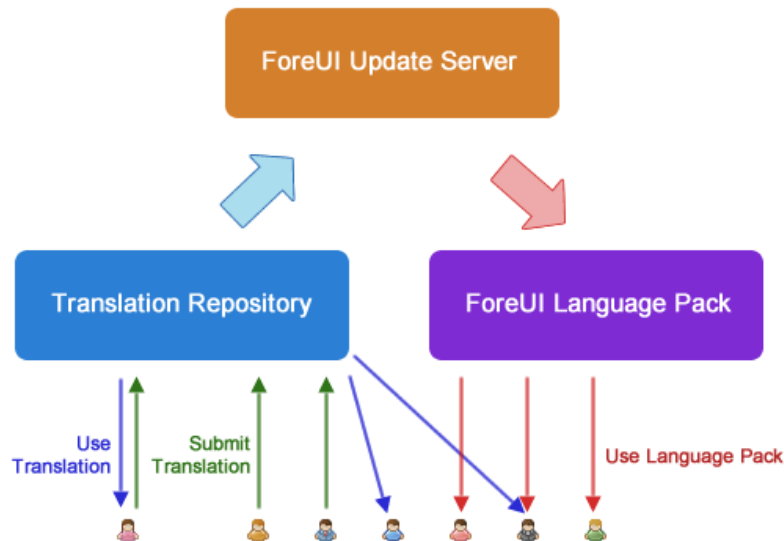 ForeUI Update Server
Translation Repository
ForeUI Language Pack
Use
Translation
Submit
Translation
Use Language Pack